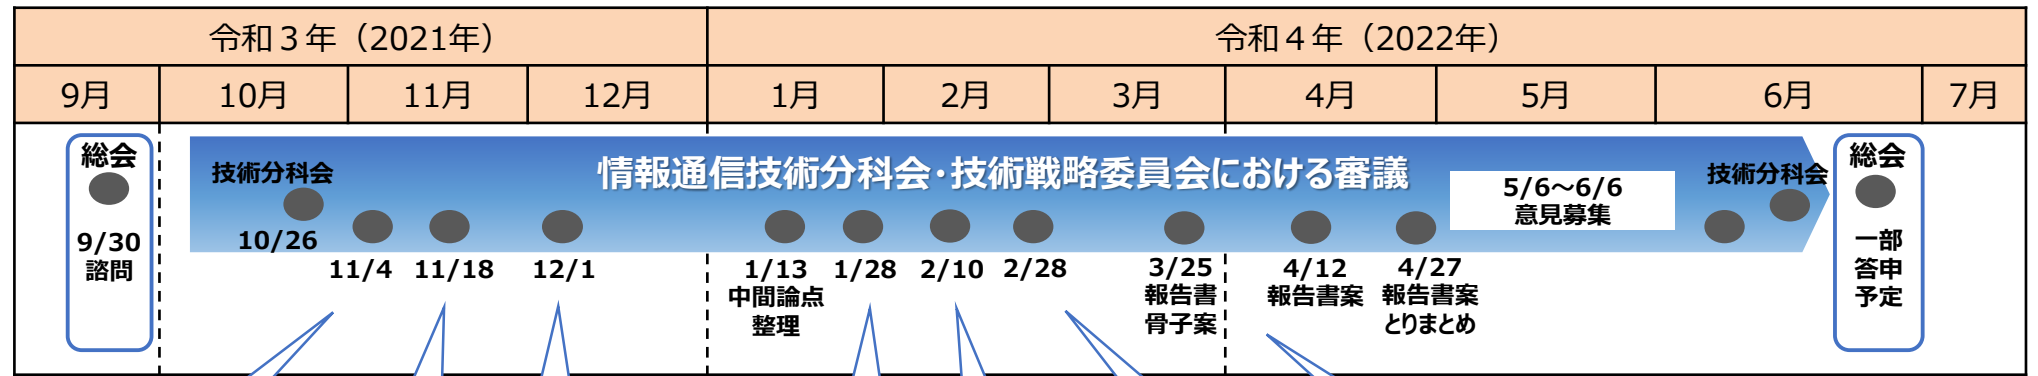 令和３年（2021年）
令和４年（2022年）
9月
10月
11月
12月
1月
2月
3月
4月
5月
6月
7月
総会
9/30
諮問
情報通信技術分科会・技術戦略委員会における審議
技術分科会
10/26
11/4
11/18
12/1
1/13
中間論点
整理
1/28
2/10
2/28
3/25
報告書
骨子案
4/12
報告書案
4/27
報告書案
とりまとめ
5/6～6/6
意見募集
技術分科会
総会
一部
答申
予定